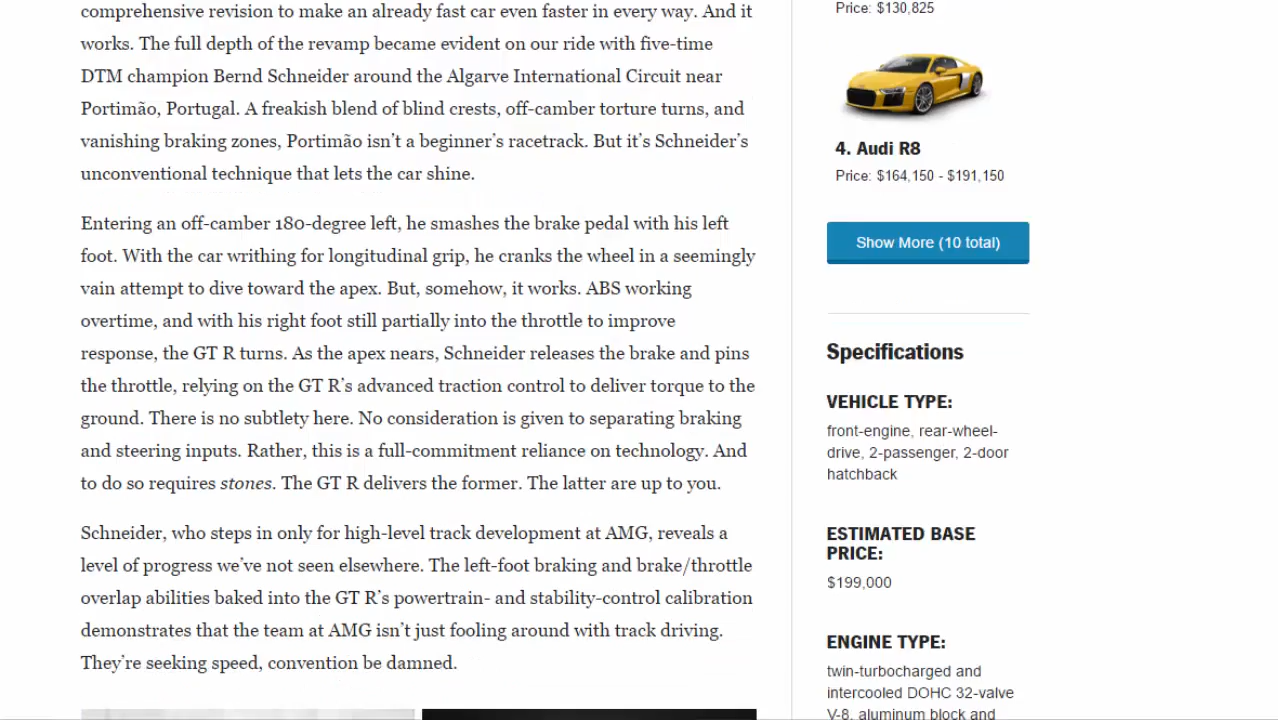 comprehensive revision to make an already fast car even faster in every way. And it
works. The full depth of the revamp became evident on our ride with five-time
DTM champion Bernd Schneider around the Algarve International Circuit near
Portimão, Portugal. A freakish blend of blind crests, off-camber torture turns, and
vanishing braking zones, Portimão isn’t a beginner’s racetrack. But it’s Schneider’s
unconventional technique that lets the car shine.
Entering an off-camber 180-degree left, he smashes the brake pedal with his left
foot. With the car writhing for longitudinal grip, he cranks the wheel in a seemingly
vain attempt to dive toward the apex. But, somehow, it works. ABS working
overtime, and with his right foot still partially into the throttle to improve
response, the GT R turns. As the apex nears, Schneider releases the brake and pins
the throttle, relying on the GT R’s advanced traction control to deliver torque to the
ground. There is no subtlety here. No consideration is given to separating braking
and steering inputs. Rather, this is a full-commitment reliance on technology. And
to do so requires stones. The GT R delivers the former. The latter are up to you.
Schneider, who steps in only for high-level track development at AMG, reveals a
level of progress we’ve not seen elsewhere. The left-foot braking and brake/throttle
overlap abilities baked into the GT R’s powertrain- and stability-control calibration
demonstrates that the team at AMG isn’t just fooling around with track driving.
They’re seeking speed, convention be damned.
Price: $130,825
4. Audi R8
Price: $164,150 - $191,150
Show More (10 total)
Specifications
VEHICLE TYPE:
front-engine, rear-wheel-
drive, 2-passenger, 2-door
hatchback
ESTIMATED BASE
PRICE:
$199,000
ENGINE TYPE:
twin-turbocharged and
intercooled DOHC 32-valve
V-8, aluminum block and